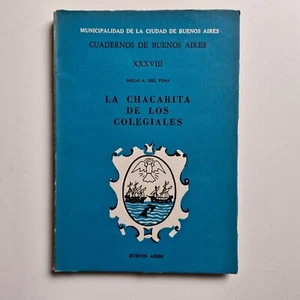 MUNICIPALIDAD DE LA CIUDAD DE BUENOS AIRES
CUADERNOS DE BUENOS AIRES
XXXVIII
DIEGO A. DEL PINO
LA CHACARITA
DE LOS
COLEGIALES
BUENOS AIRES